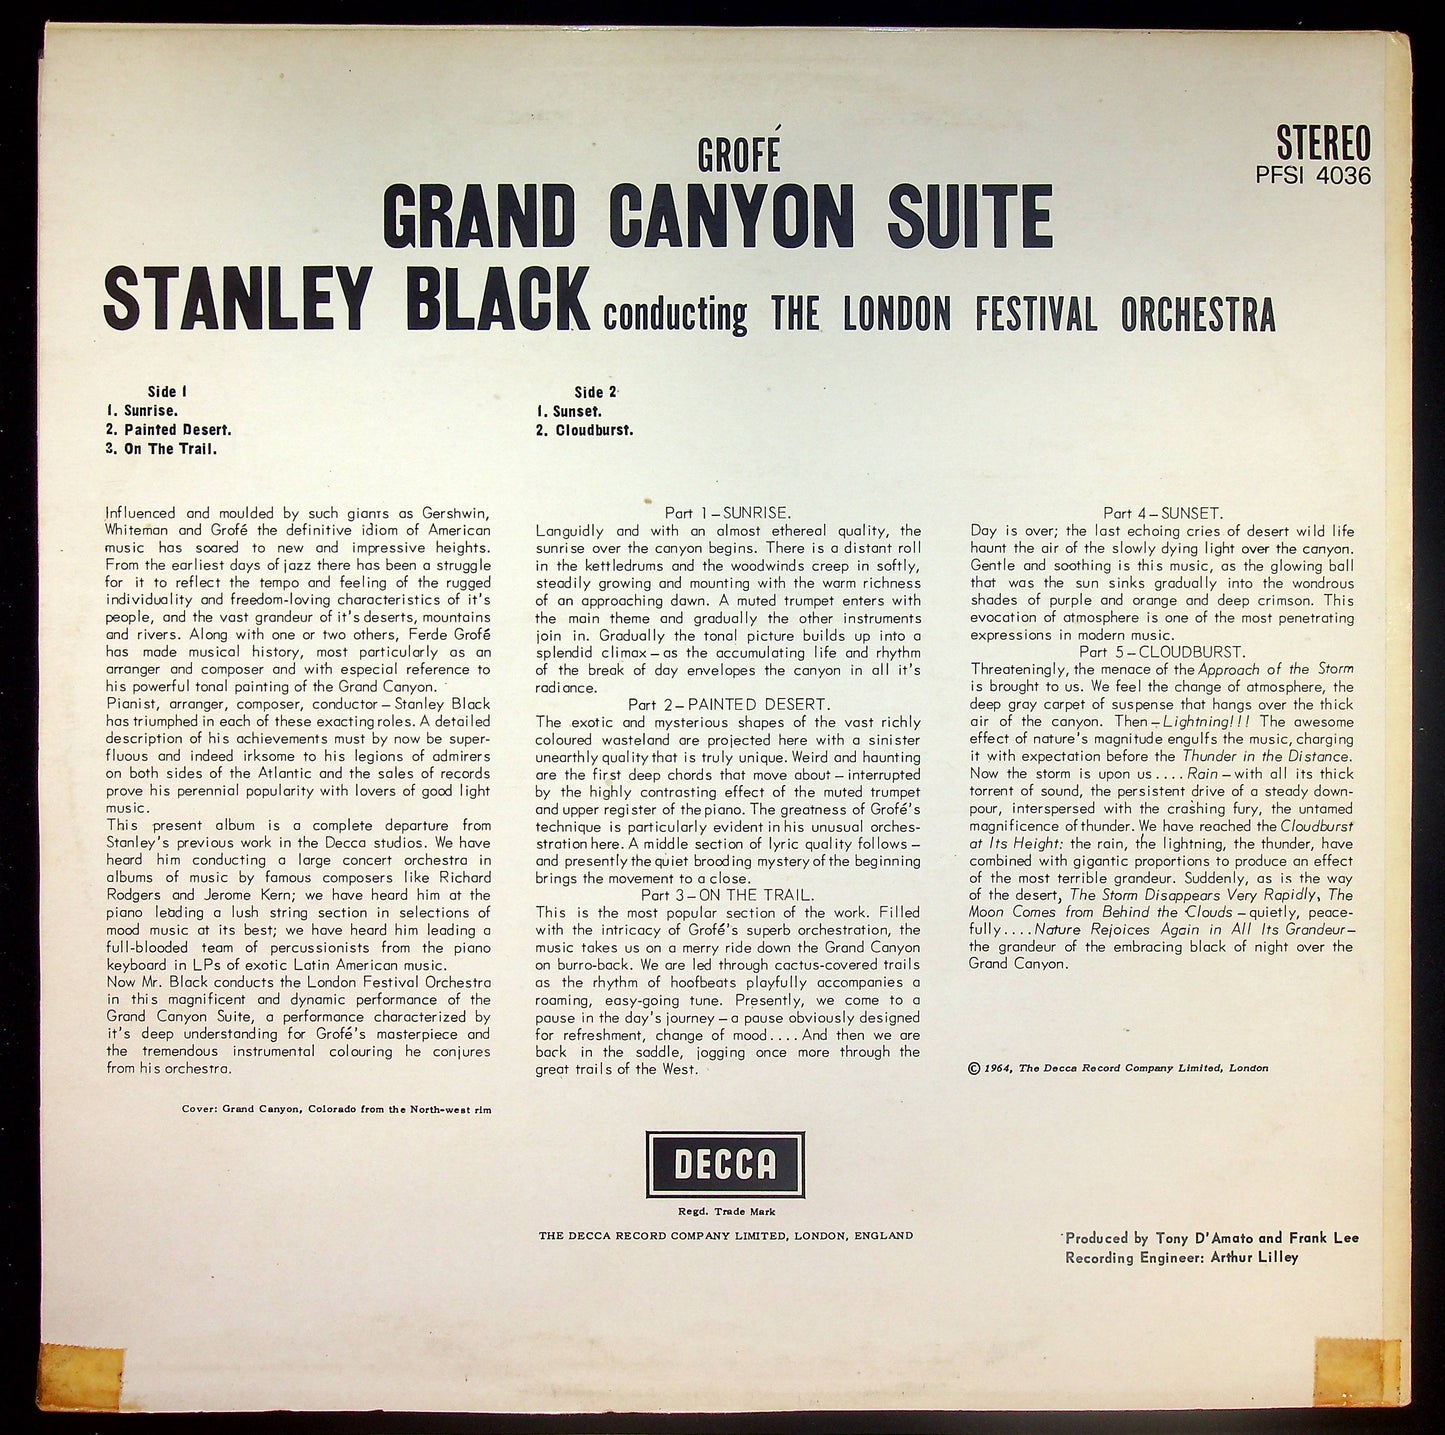 GROFÉ
STEREO
PFSI 4036
GRAND CANYON SUITE
STANLEY BLACK conducting THE LONDON FESTIVAL ORCHESTRA
Side 1
1. Sunrise.
2. Painted Desert.
3. On The Trail.
Side 2
1. Sunset.
2. Cloudburst.
Influenced and moulded by such giants as Gershwin,
Whiteman and Grofé the definitive idiom of American
music has soared to new and impressive heights.
From the earliest days of jazz there has been a struggle
for it to reflect the tempo and feeling of the rugged
individuality and freedom-loving characteristics of it's
people, and the vast grandeur of it's deserts, mountains
and rivers. Along with one or two others, Ferde Grofé
has made musical history, most particularly as an
arranger and composer and with especial reference to
his powerful tonal painting of the Grand Canyon.
Pianist, arranger, composer, conductor – Stanley Black
has triumphed in each of these exacting roles. A detailed
description of his achievements must by now be super-
fluous and indeed irksome to his legions of admirers
on both sides of the Atlantic and the sales of records
prove his perennial popularity with lovers of good light
music.
This present album is a complete departure from
Stanley's previous work in the Decca studios. We have
heard him conducting a large concert orchestra in
albums of music by famous composers like Richard
Rodgers and Jerome Kern; we have heard him at the
piano leading a lush string section in selections of
mood music at its best; we have heard him leading a
full-blooded team of percussionists from the piano
keyboard in LPs of exotic Latin American music.
Now Mr. Black conducts the London Festival Orchestra
in this magnificent and dynamic performance of the
Grand Canyon Suite, a performance characterized by
it's deep understanding for Grofé's masterpiece and
the tremendous instrumental colouring he conjures
from his orchestra.
Cover: Grand Canyon, Colorado from the North-west rim
Part 1 – SUNRISE.
Languidly and with an almost ethereal quality, the
sunrise over the canyon begins. There is a distant roll
in the kettledrums and the woodwinds creep in softly,
steadily growing and mounting with the warm richness
of an approaching dawn. A muted trumpet enters with
the main theme and gradually the other instruments
join in. Gradually the tonal picture builds up into a
splendid climax – as the accumulating life and rhythm
of the break of day envelopes the canyon in all it's
radiance.
Part 2 – PAINTED DESERT.
The exotic and mysterious shapes of the vast richly
coloured wasteland are projected here with a sinister
unearthly quality that is truly unique. Weird and haunting
are the first deep chords that move about – interrupted
by the highly contrasting effect of the muted trumpet
and upper register of the piano. The greatness of Grofé's
technique is particularly evident in his unusual orches-
stration here. A middle section of lyric quality follows –
and presently the quiet brooding mystery of the beginning
brings the movement to a close.
Part 3 – ON THE TRAIL.
This is the most popular section of the work. Filled
with the intricacy of Grofé's superb orchestration, the
music takes us on a merry ride down the Grand Canyon
on burro-back. We are led through cactus-covered trails
as the rhythm of hoofbeats playfully accompanies a
roaming, easy-going tune. Presently, we come to a
pause in the day's journey – a pause obviously designed
for refreshment, change of mood.... And then we are
back in the saddle, jogging once more through the
great trails of the West.
Part 4 – SUNSET.
Day is over; the last echoing cries of desert wild life
haunt the air of the slowly dying light over the canyon.
Gentle and soothing is this music, as the glowing ball
that was the sun sinks gradually into the wondrous
shades of purple and orange and deep crimson. This
evocation of atmosphere is one of the most penetrating
expressions in modern music.
Part 5 – CLOUDBURST.
Threateningly, the menace of the Approach of the Storm
is brought to us. We feel the change of atmosphere, the
deep gray carpet of suspense that hangs over the thick
air of the canyon. Then – Lightning!!! The awesome
effect of nature's magnitude engulfs the music, charging
it with expectation before the Thunder in the Distance.
Now the storm is upon us.... Rain – with all its thick
torrent of sound, the persistent drive of a steady down-
pour, interspersed with the crashing fury, the untamed
magnificence of thunder. We have reached the Cloudburst
at Its Height: the rain, the lightning, the thunder, have
combined with gigantic proportions to produce an effect
of the most terrible grandeur. Suddenly, as is the way
of the desert, The Storm Disappears Very Rapidly, The
Moon Comes from Behind the Clouds – quietly, peace-
fully.... Nature Rejoices Again in All Its Grandeur –
the grandeur of the embracing black of night over the
Grand Canyon.
© 1964, The Decca Record Company Limited, London
DECCA
Regd. Trade Mark
THE DECCA RECORD COMPANY LIMITED, LONDON, ENGLAND
Produced by Tony D'Amato and Frank Lee
Recording Engineer: Arthur Lilley